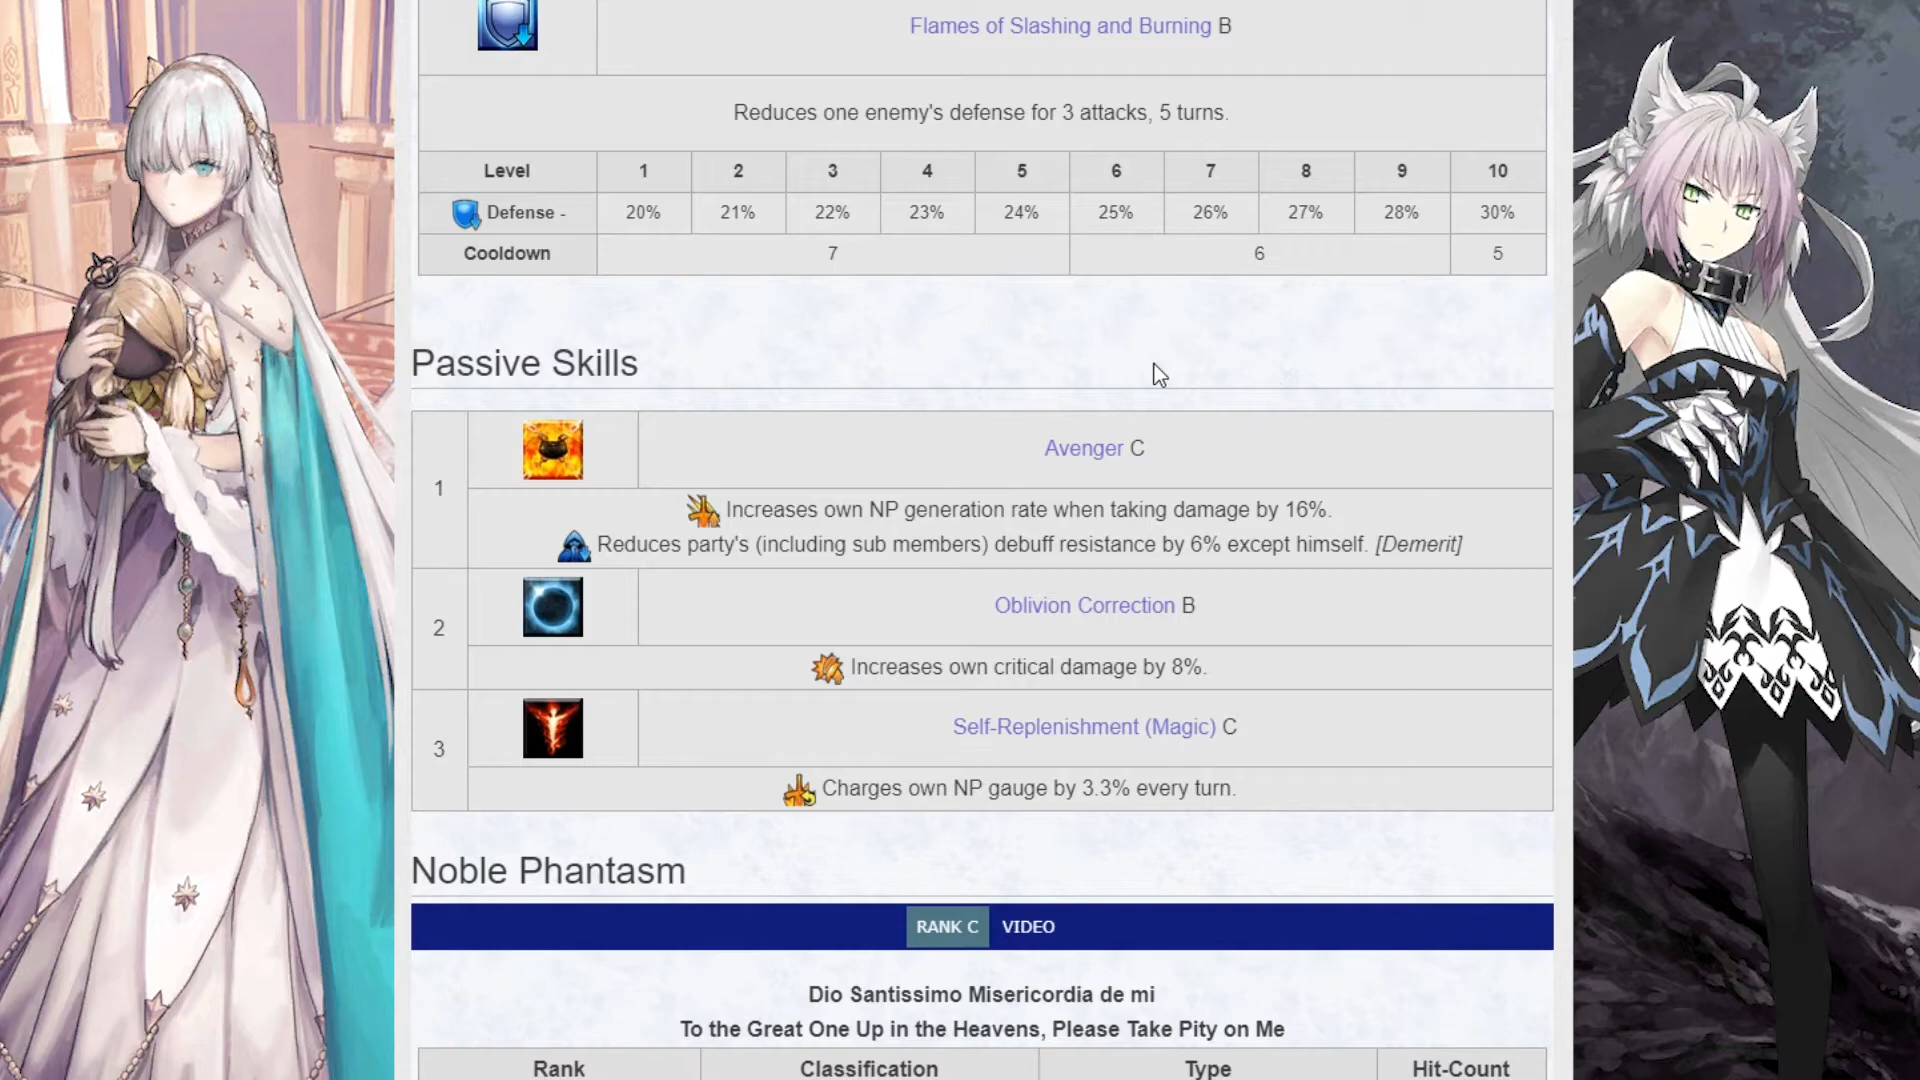 Flames of Slashing and Burning B
Reduces one enemy's defense for 3 attacks, 5 turns.
Level 1 2 3 4 5 6 7 8 9 10
Defense - 20% 21% 22% 23% 24% 25% 26% 27% 28% 30%
Cooldown 7 6 5
Passive Skills
1
Avenger C
Increases own NP generation rate when taking damage by 16%.
Reduces party's (including sub members) debuff resistance by 6% except himself. [Demerit]
2
Oblivion Correction B
Increases own critical damage by 8%.
3
Self-Replenishment (Magic) C
Charges own NP gauge by 3.3% every turn.
Noble Phantasm
RANK C VIDEO
Dio Santissimo Misericordia de mi
To the Great One Up in the Heavens, Please Take Pity on Me
Rank Classification Type Hit-Count